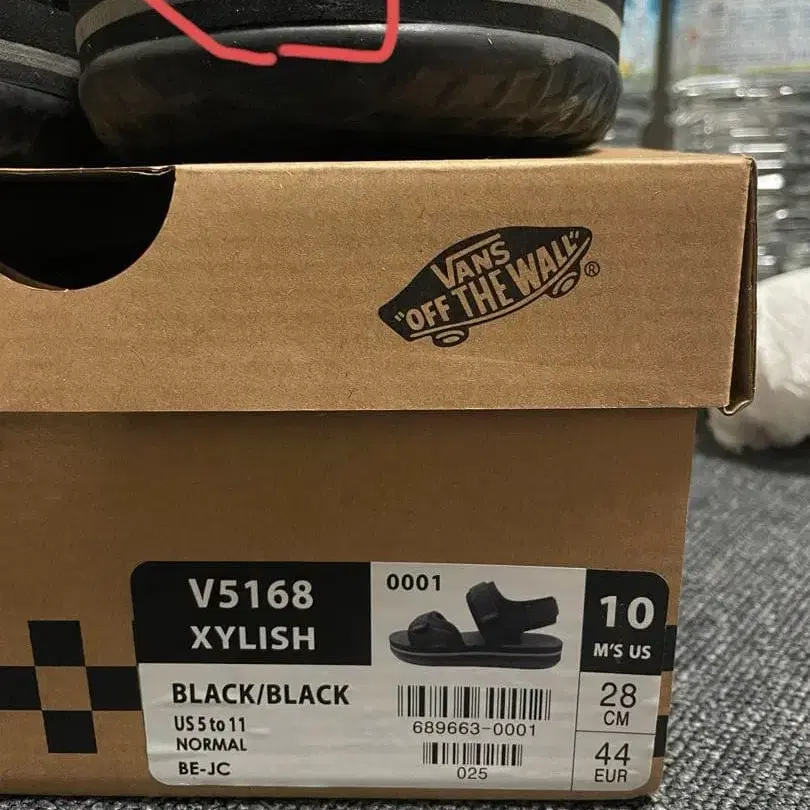 VANS
"OFF THE WALL"
®
V5168
XYLISH
0001
10
M'S US
BLACK/BLACK
US 5 to 11
NORMAL
BE-JC
689663-0001
025
28
CM
44
EUR